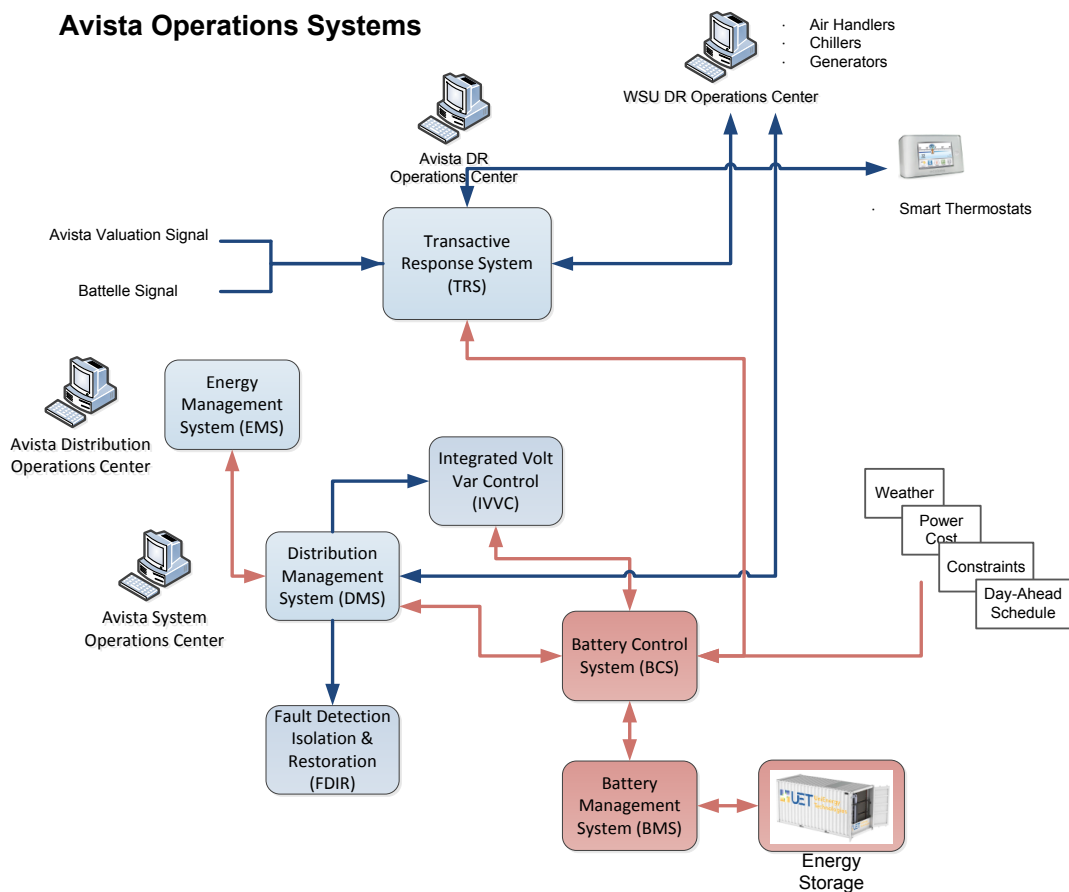 Avista Operations Systems
· Air Handlers
· Chillers
· Generators
WSU DR Operations Center
Avista DR
Operations Center
· Smart Thermostats
Avista Valuation Signal
Battelle Signal
Transactive
Response System
(TRS)
Energy
Management
System (EMS)
Avista Distribution
Operations Center
Integrated Volt
Var Control
(IVVC)
Weather
Power
Cost
Constraints
Day-Ahead
Schedule
Distribution
Management
System (DMS)
Avista System
Operations Center
Battery Control
System (BCS)
Fault Detection
Isolation &
Restoration
(FDIR)
Battery
Management
System (BMS)
UET
Energy
Storage